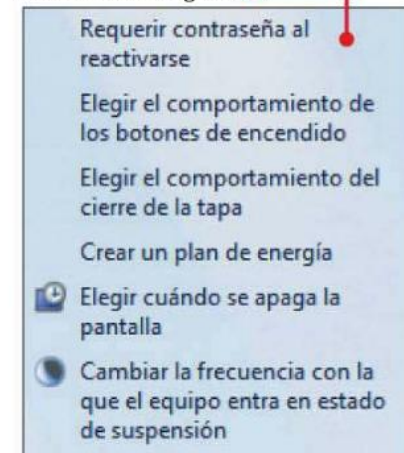 Requerir contraseña al
reactivarse
Elegir el comportamiento de
los botones de encendido
Elegir el comportamiento del
cierre de la tapa
Crear un plan de energía
Elegir cuándo se apaga la
pantalla
Cambiar la frecuencia con la
que el equipo entra en estado
de suspensión